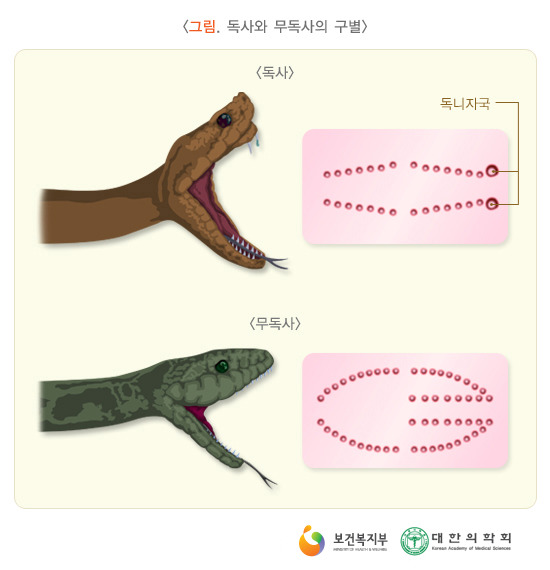 <그림. 독사와 무독사의 구별>
〈독사〉
독니자국
〈무독사〉
보건복지부
MINISTRY OF HEALTH & WELFARE
대한의학회
Korean Academy of Medical Sciences